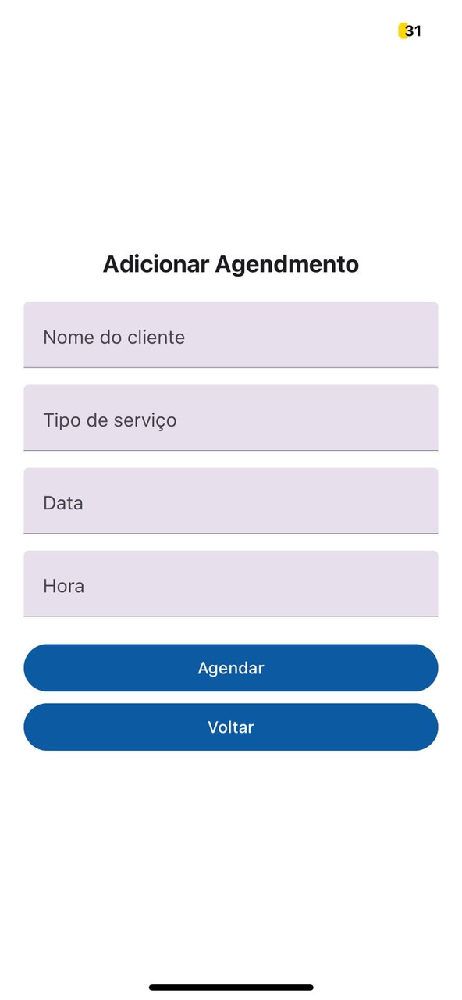 31
Adicionar Agendmento
Nome do cliente
Tipo de serviço
Data
Hora
Agendar
Voltar